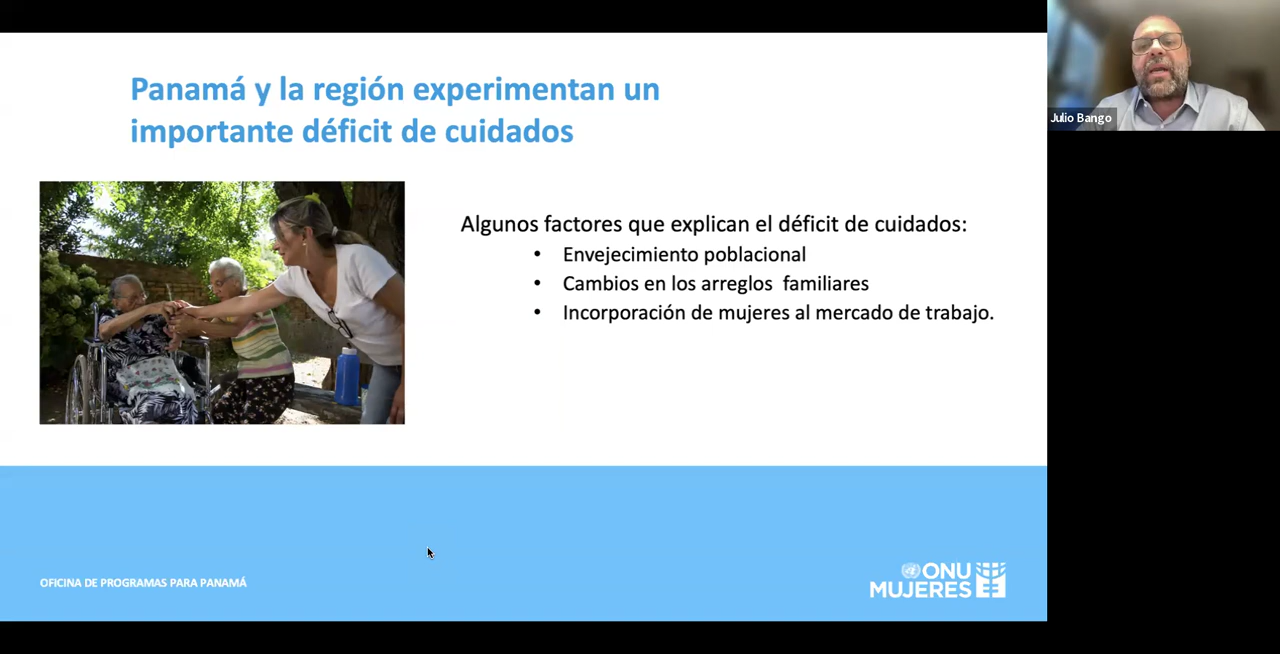 Panamá y la región experimentan un
importante déficit de cuidados
Algunos factores que explican el déficit de cuidados:
• Envejecimiento poblacional
• Cambios en los arreglos familiares
• Incorporación de mujeres al mercado de trabajo.
OFICINA DE PROGRAMAS PARA PANAMÁ
ONU
MUJERES
Julio Bango